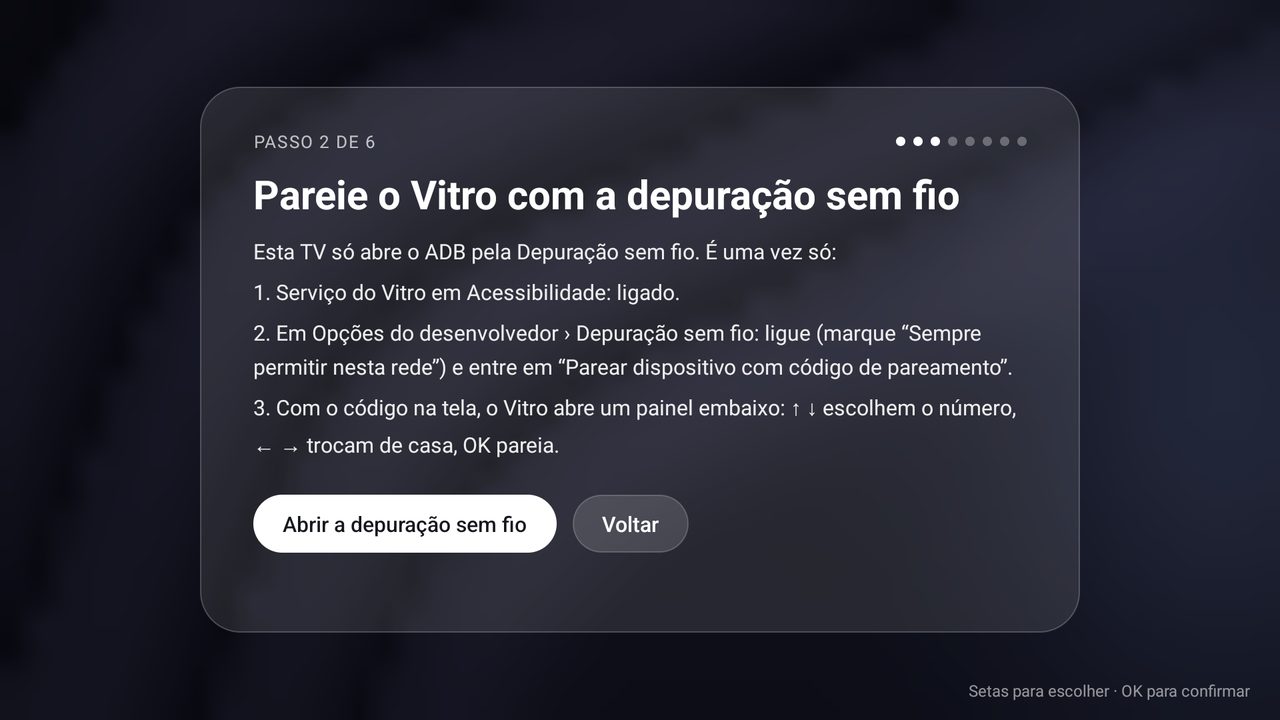 PASSO 2 DE 6
Pareie o Vitro com a depuração sem fio
Esta TV só abre o ADB pela Depuração sem fio. É uma vez só:
1. Serviço do Vitro em Acessibilidade: ligado.
2. Em Opções do desenvolvedor › Depuração sem fio: ligue (marque “Sempre
permitir nesta rede”) e entre em “Parear dispositivo com código de pareamento”.
3. Com o código na tela, o Vitro abre um painel embaixo: ↑ ↓ escolhem o número,
← → trocam de casa, OK pareia.
Abrir a depuração sem fio
Voltar
Setas para escolher · OK para confirmar